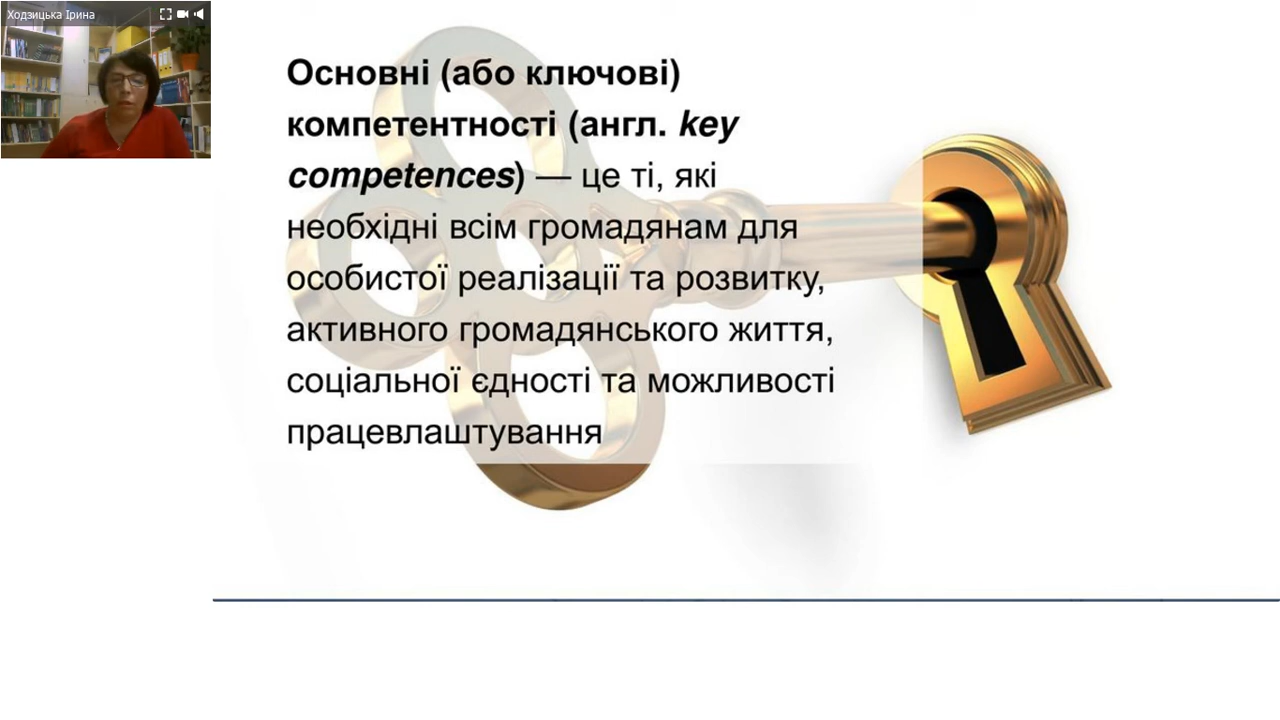 Ходзицька Ірина
Основні (або ключові)
компетентності (англ. key
competences) — це ті, які
необхідні всім громадянам для
особистої реалізації та розвитку,
активного громадянського життя,
соціальної єдності та можливості
працевлаштування